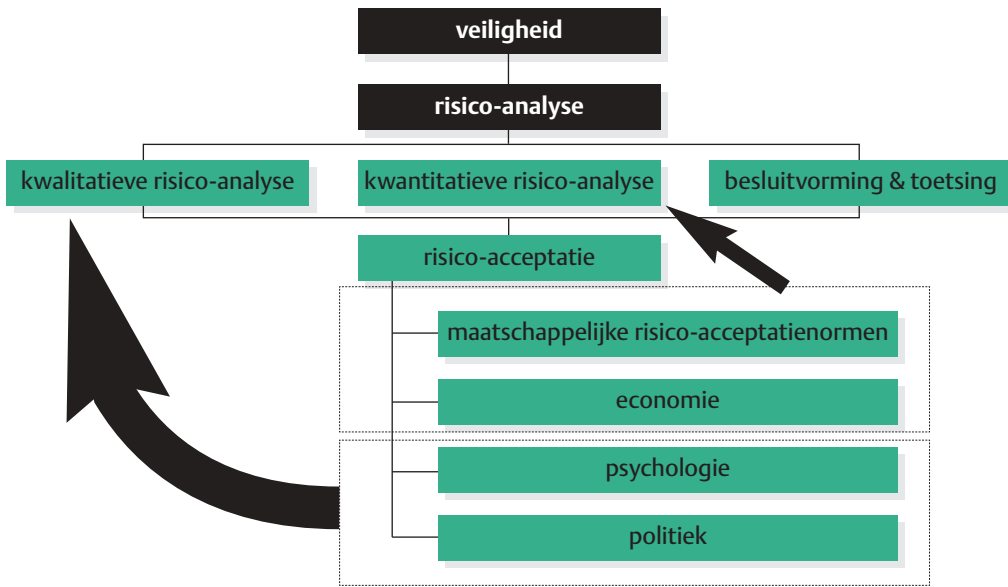 veiligheid
risico-analyse
kwalitatieve risico-analyse
kwantitatieve risico-analyse
besluitvorming & toetsing
risico-acceptatie
maatschappelijke risico-acceptatienormen
economie
psychologie
politiek